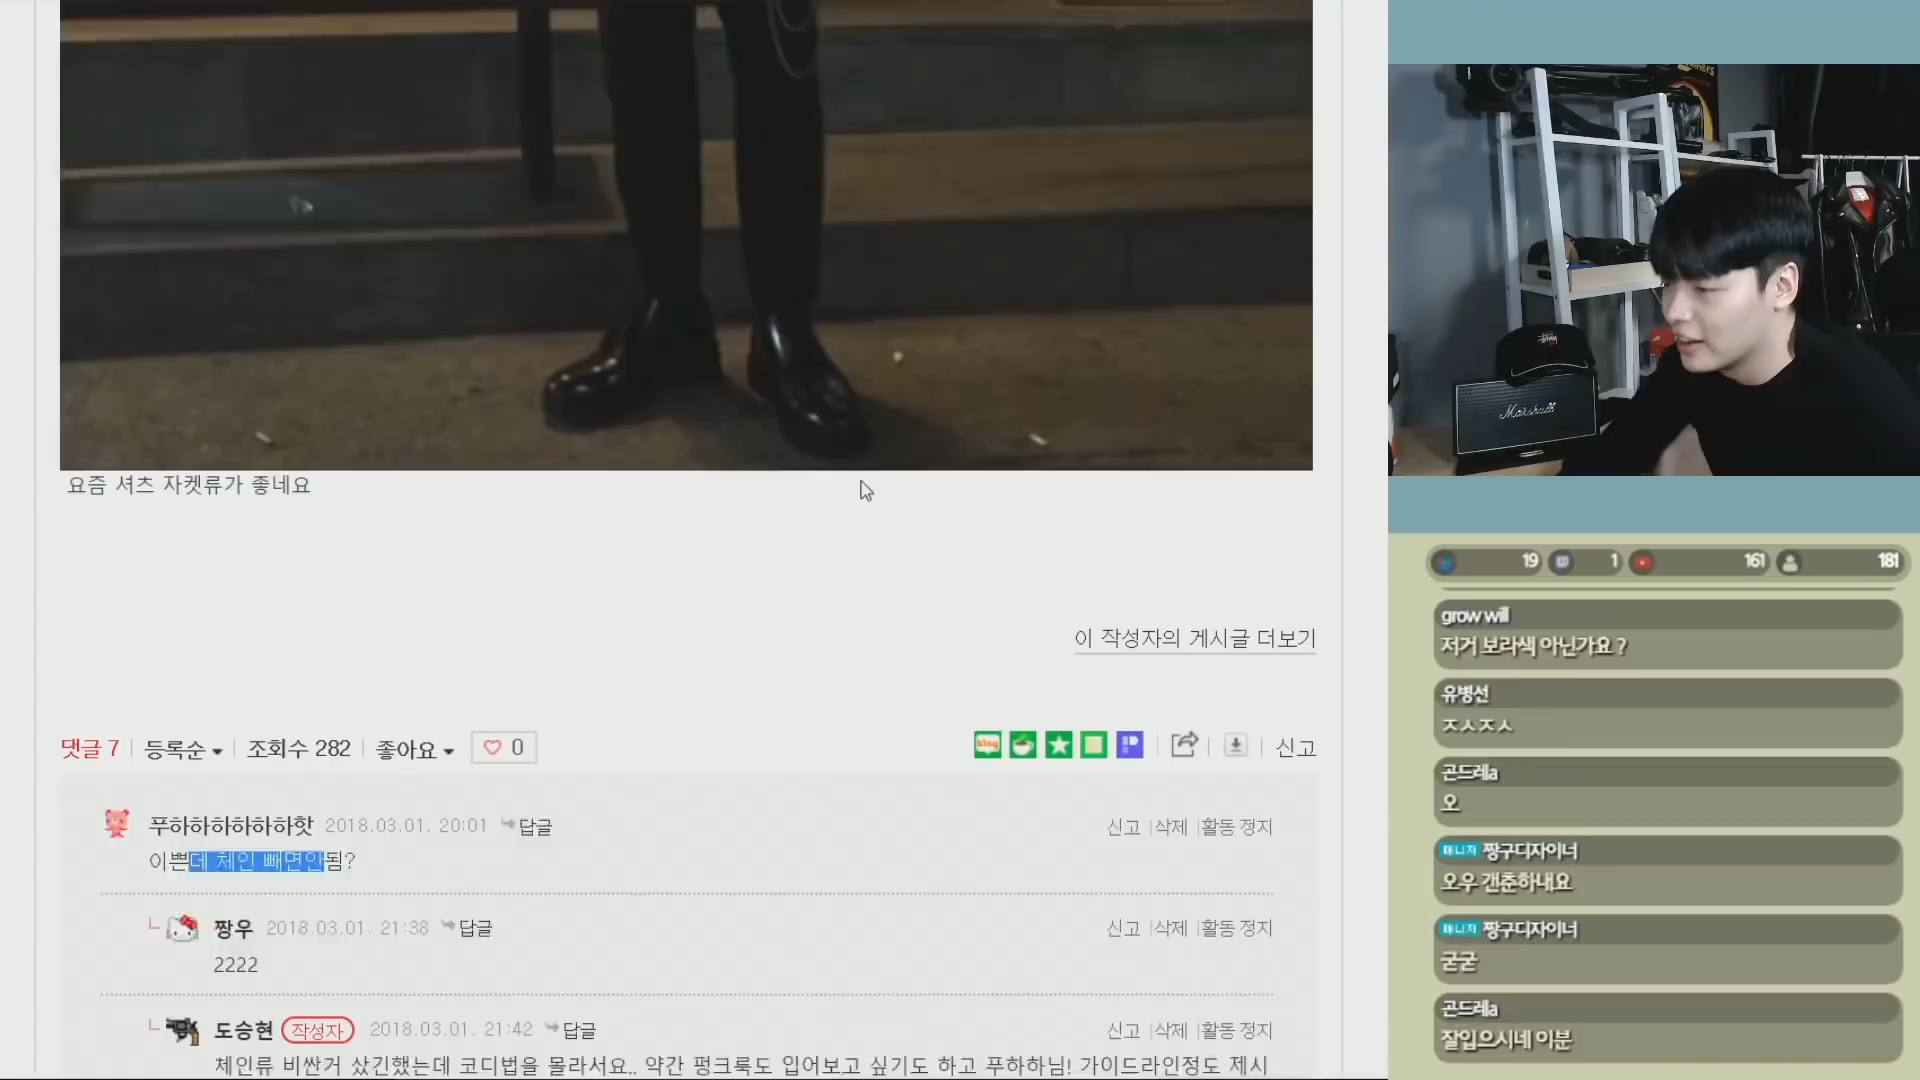 요즘 셔츠 자켓류가 좋네요
이 작성자의 게시글 더보기
댓글 7 등록순 조회수 282 좋아요 0
blog 신고
푸하하하하하하핫 2018.03.01. 20:01 답글 신고 삭제 활동 정지
이쁜데 체인 빼면안됨?
짱우 2018.03.01. 21:38 답글 신고 삭제 활동 정지
2222
도승현 작성자 2018.03.01. 21:42 답글 신고 삭제 활동 정지
체인류 비싼거 샀긴했는데 코디법을 몰라서요.. 약간 펑크룩도 입어보고 싶기도 하고 푸하하님! 가이드라인정도 제시
Marshall
19 1 161 181
grow will
저거 보라색 아닌가요 ?
유병선
ㅈㅅㅈㅅ
곤드레a
오
매니저 짱구디자이너
오우 갠춘하내요
매니저 짱구디자이너
굳굳
곤드레a
잘입으시네 이분